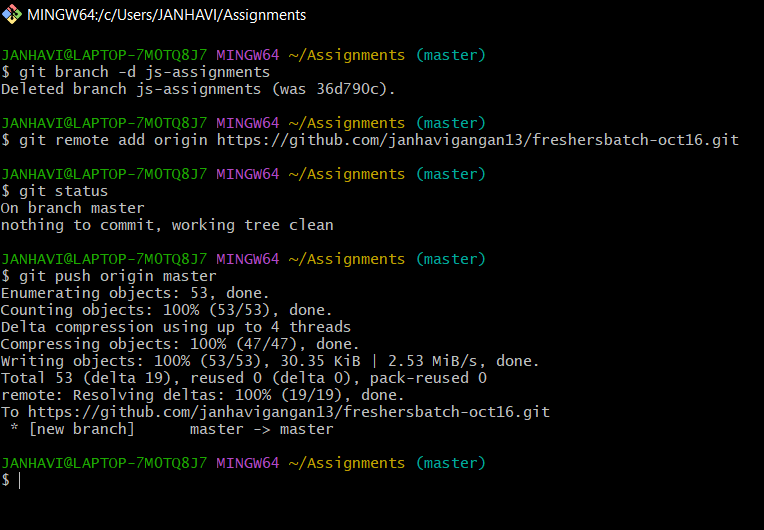 MINGW64:/c/Users/JANHAVI/Assignments
JANHAVI@LAPTOP-7MOTQ8J7 MINGW64 ~/Assignments (master)
$ git branch -d js-assignments
Deleted branch js-assignments (was 36d790c).
JANHAVI@LAPTOP-7MOTQ8J7 MINGW64 ~/Assignments (master)
$ git remote add origin https://github.com/janhavigangan13/freshersbatch-oct16.git
JANHAVI@LAPTOP-7MOTQ8J7 MINGW64 ~/Assignments (master)
$ git status
On branch master
nothing to commit, working tree clean
JANHAVI@LAPTOP-7MOTQ8J7 MINGW64 ~/Assignments (master)
$ git push origin master
Enumerating objects: 53, done.
Counting objects: 100% (53/53), done.
Delta compression using up to 4 threads
Compressing objects: 100% (47/47), done.
Writing objects: 100% (53/53), 30.35 KiB | 2.53 MiB/s, done.
Total 53 (delta 19), reused 0 (delta 0), pack-reused 0
remote: Resolving deltas: 100% (19/19), done.
To https://github.com/janhavigangan13/freshersbatch-oct16.git
 * [new branch]      master -> master
JANHAVI@LAPTOP-7MOTQ8J7 MINGW64 ~/Assignments (master)
$